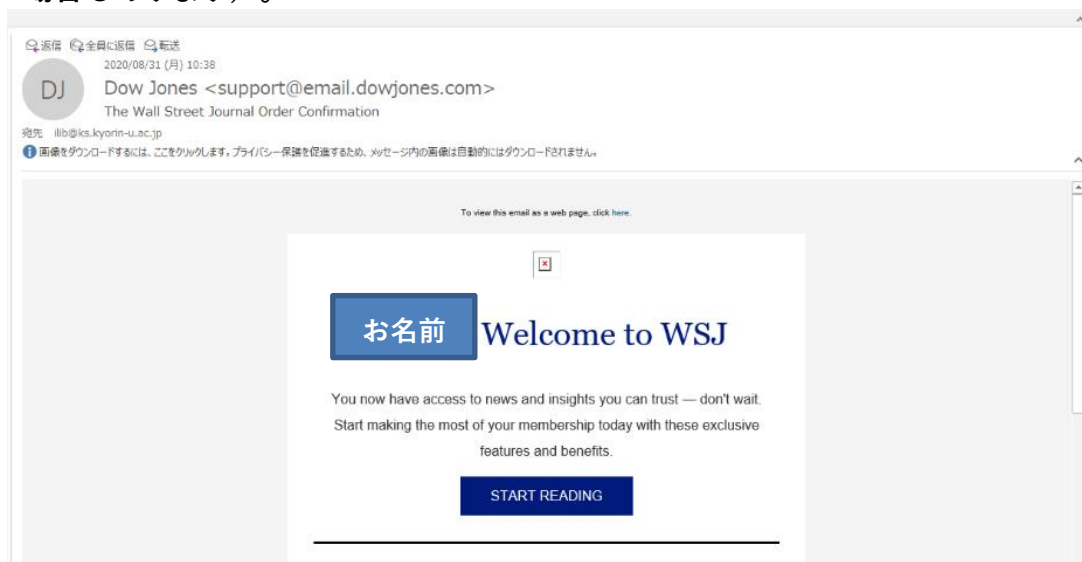 場合もあります）。
返信 全員に返信 転送
2020/08/31 (月) 10:38
DJ
Dow Jones <support@email.dowjones.com>
The Wall Street Journal Order Confirmation
宛先 ilib@ks.kyorin-u.ac.jp
画像をダウンロードするには、ここをクリックします。プライバシー保護を促進するため、メッセージ内の画像は自動的にはダウンロードされません。
To view this email as a web page, click here.
お名前 Welcome to WSJ
You now have access to news and insights you can trust — don't wait.
Start making the most of your membership today with these exclusive
features and benefits.
START READING